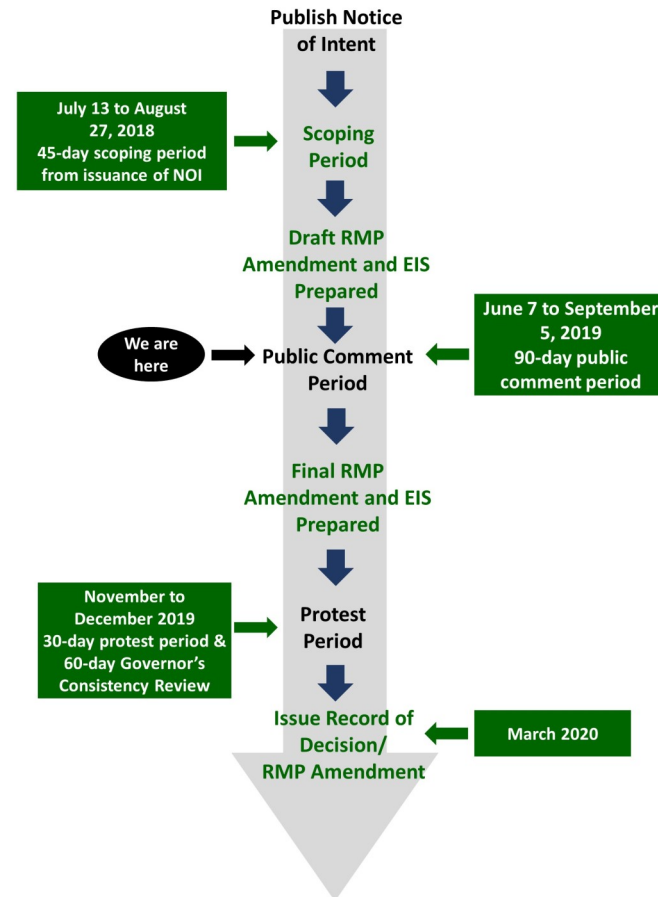 Publish Notice
of Intent
July 13 to August
27, 2018
45-day scoping period
from issuance of NOI
Scoping
Period
Draft RMP
Amendment and EIS
Prepared
We are
here
Public Comment
Period
June 7 to September
5, 2019
90-day public
comment period
Final RMP
Amendment and EIS
Prepared
November to
December 2019
30-day protest period &
60-day Governor’s
Consistency Review
Protest
Period
Issue Record of
Decision/
RMP Amendment
March 2020